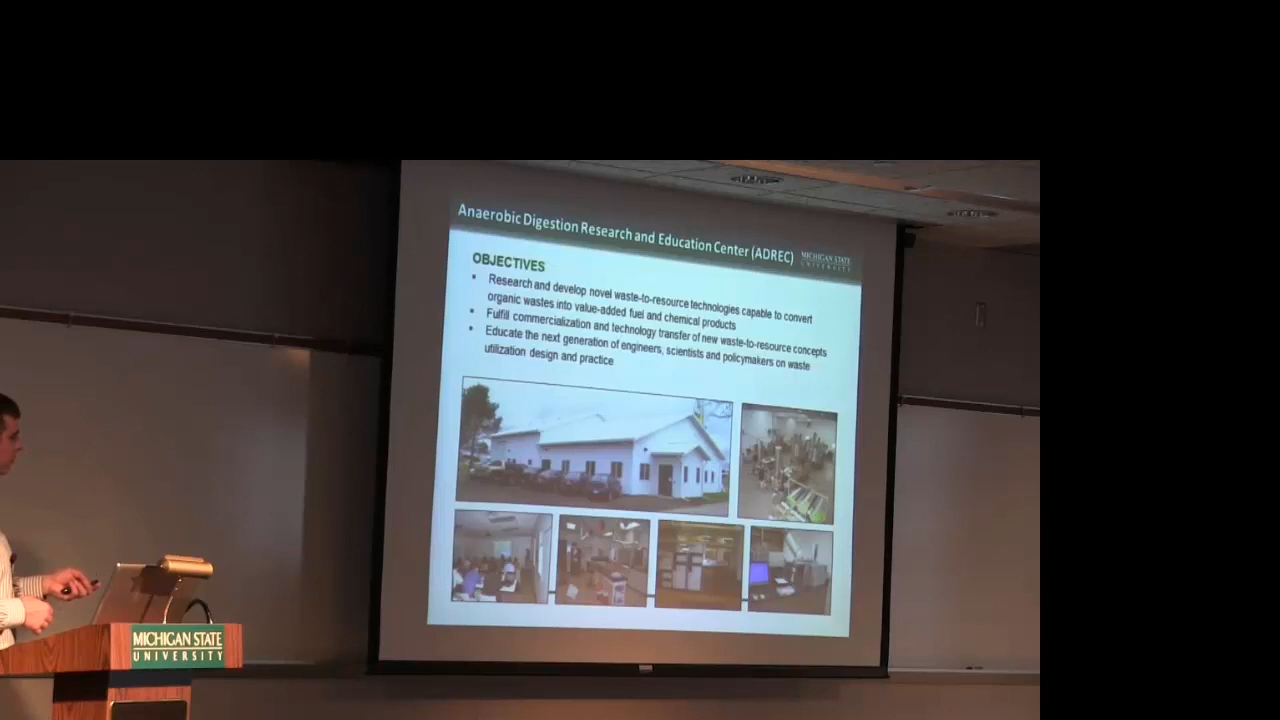 Anaerobic Digestion Research and Education Center (ADREC)
MICHIGAN STATE
UNIVERSITY
OBJECTIVES
• Research and develop novel waste-to-resource technologies capable to convert
organic wastes into value-added fuel and chemical products
• Fulfill commercialization and technology transfer of new waste-to-resource concepts
• Educate the next generation of engineers, scientists and policymakers on waste
utilization design and practice
MICHIGAN STATE
UNIVERSITY